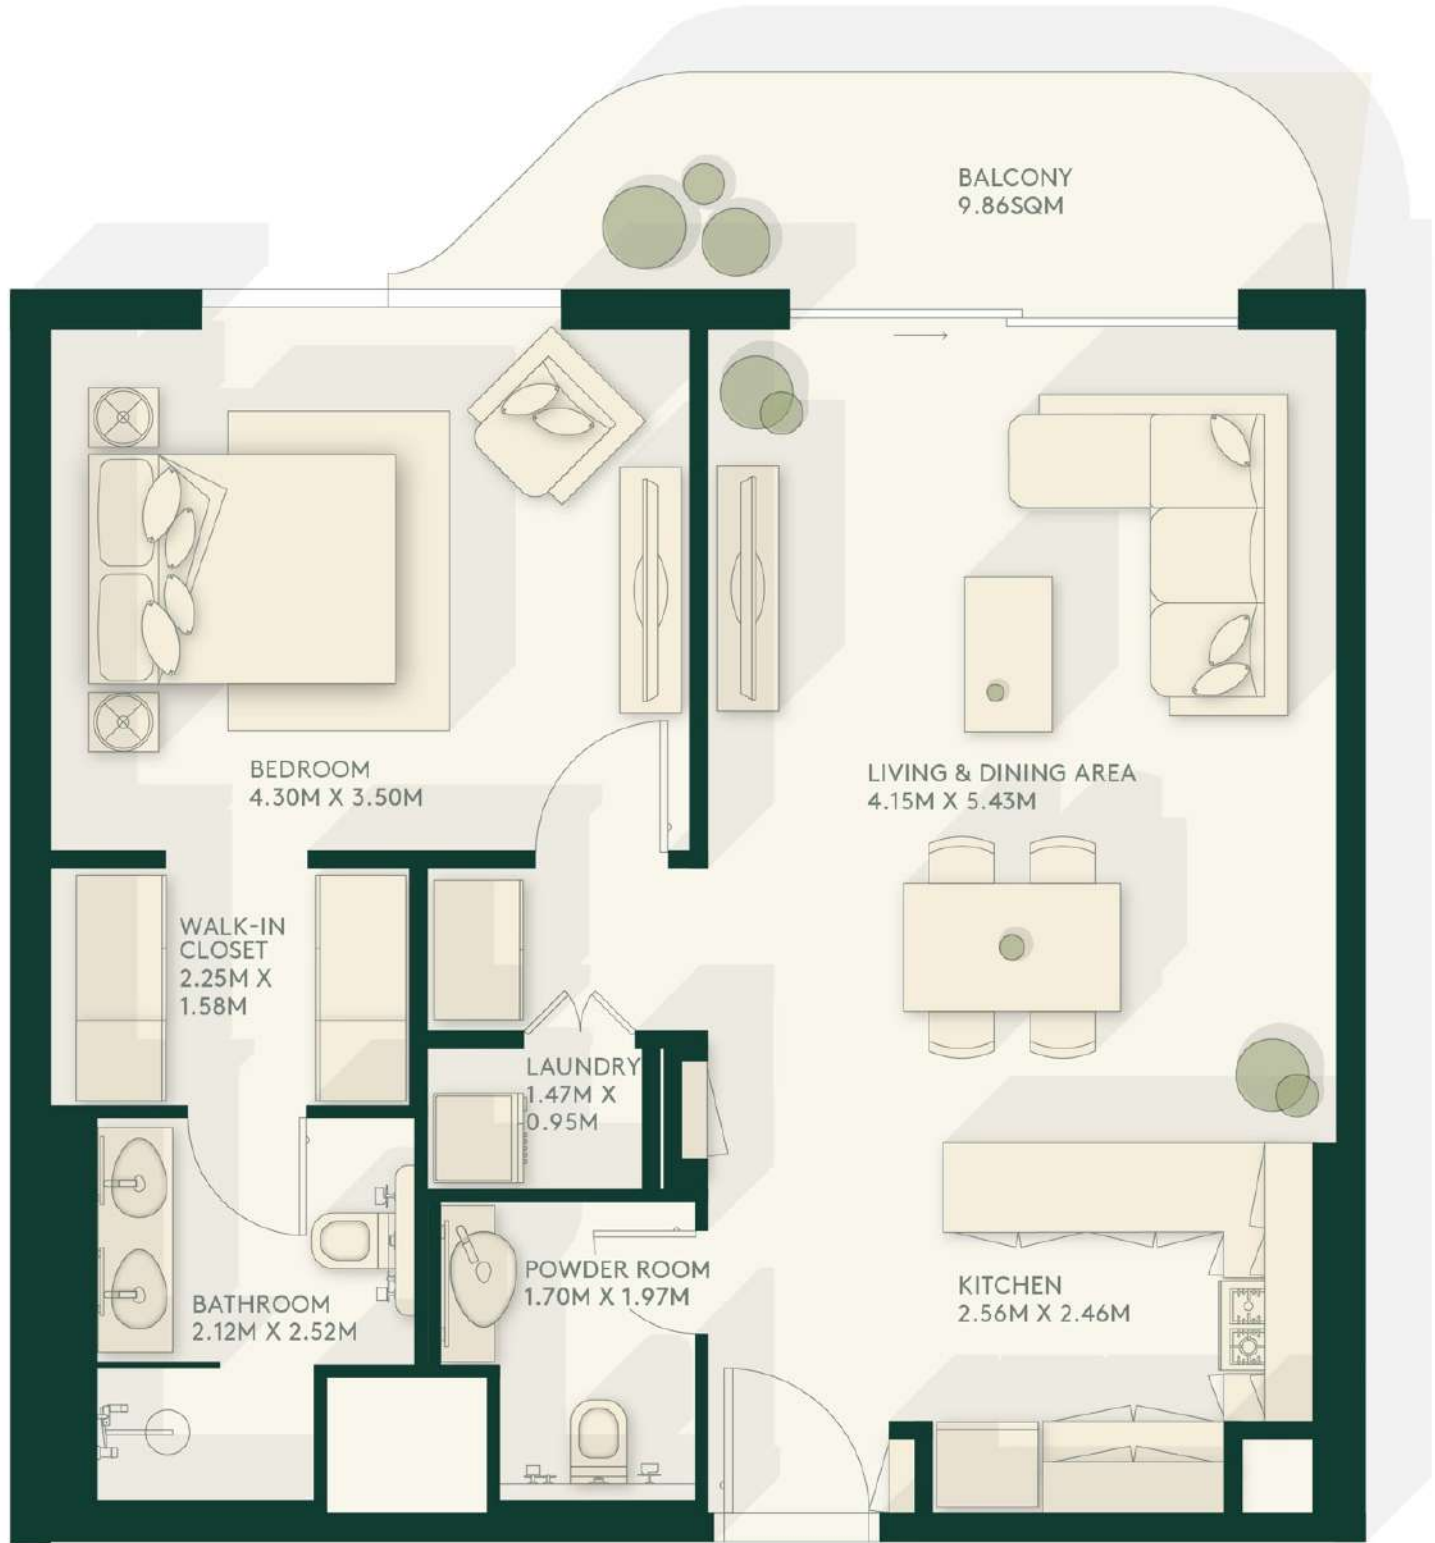 BALCONY
9.86SQM
BEDROOM
4.30M X 3.50M
LIVING & DINING AREA
4.15M X 5.43M
WALK-IN
CLOSET
2.25M X
1.58M
LAUNDRY
1.47M X
0.95M
POWDER ROOM
1.70M X 1.97M
KITCHEN
2.56M X 2.46M
BATHROOM
2.12M X 2.52M